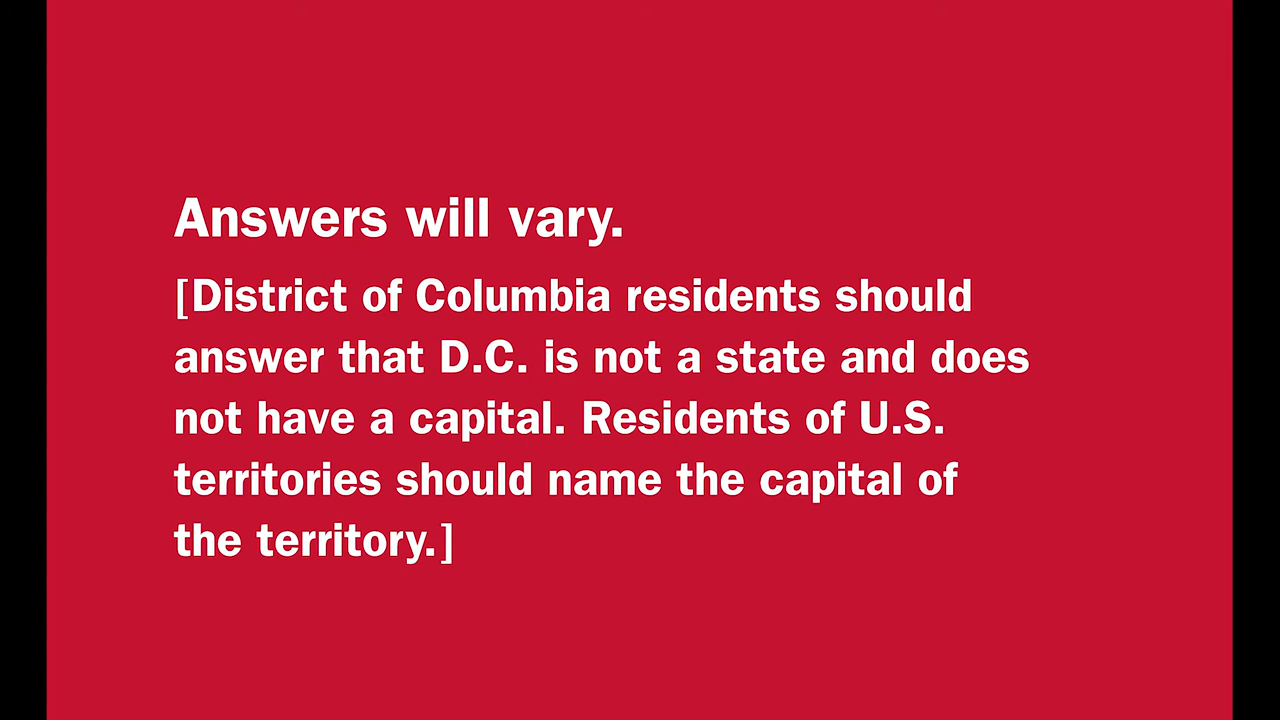 Answers will vary.
[District of Columbia residents should
answer that D.C. is not a state and does
not have a capital. Residents of U.S.
territories should name the capital of
the territory.]